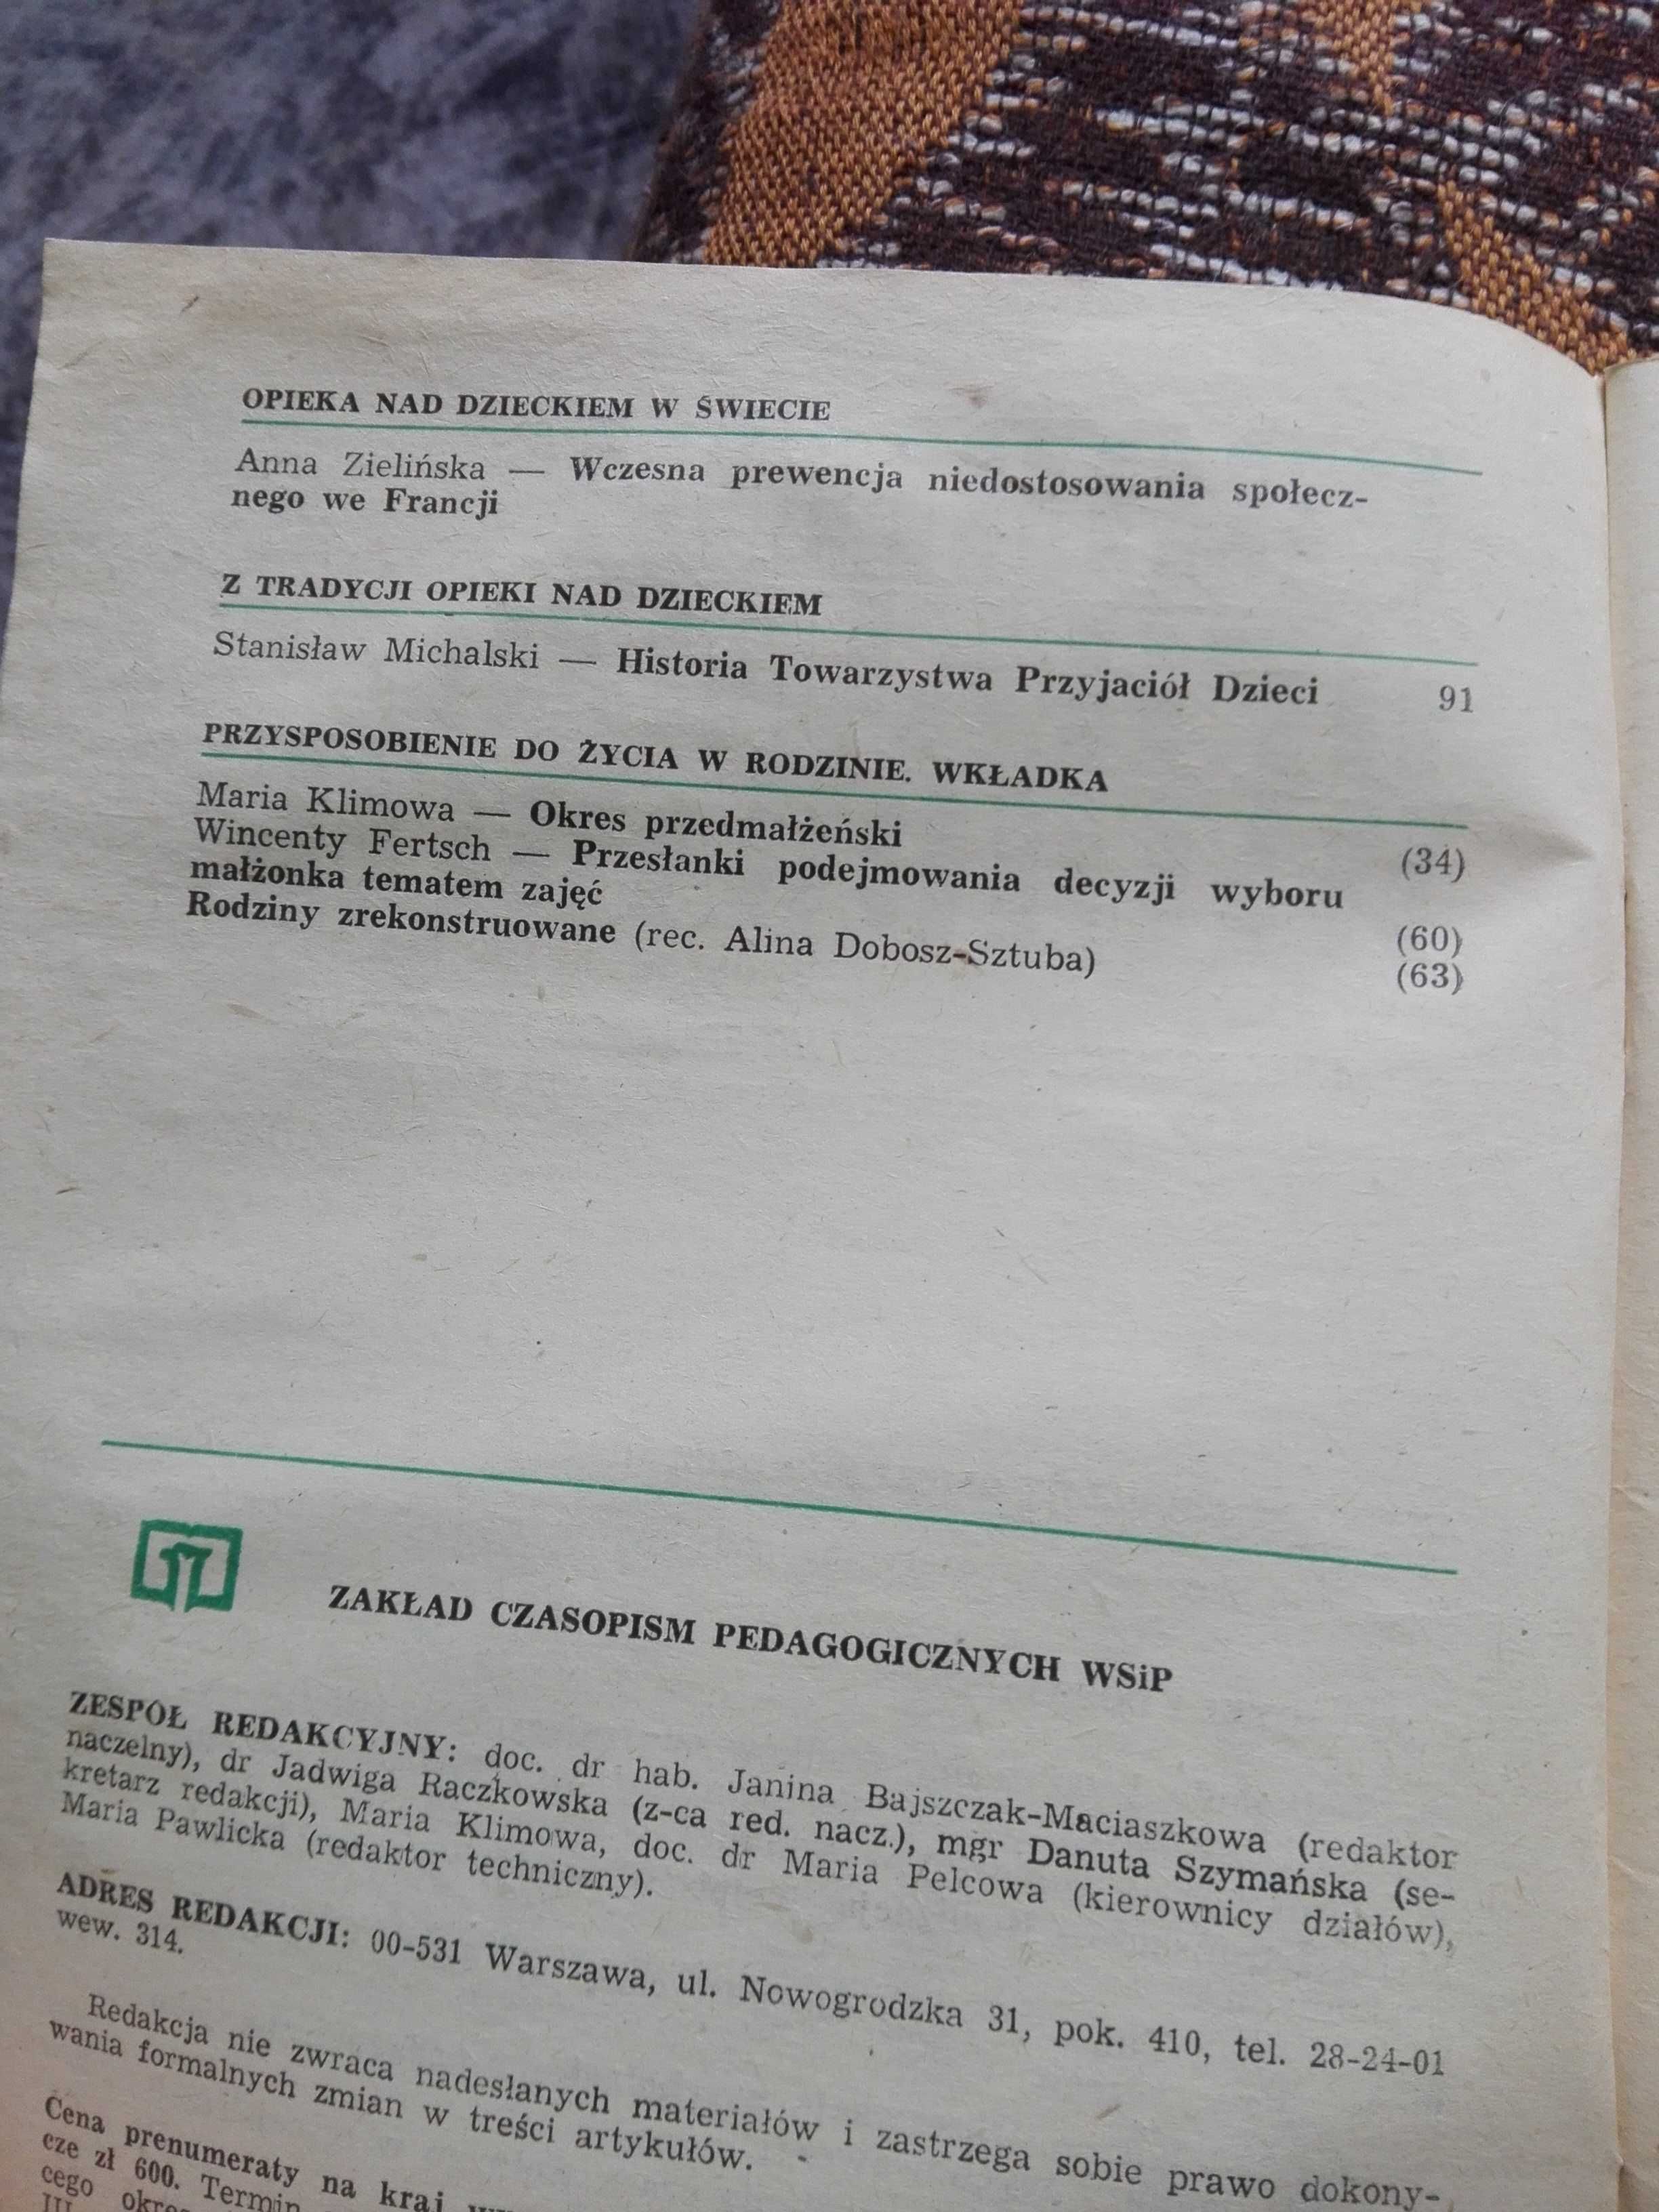 OPIEKA NAD DZIECKIEM W ŚWIECIE
Anna Zielińska — Wczesna prewencja niedostosowania społecz-
nego we Francji
Z TRADYCJI OPIEKI NAD DZIECKIEM
Stanisław Michalski — Historia Towarzystwa Przyjaciół Dzieci 91
PRZYSPOSOBIENIE DO ŻYCIA W RODZINIE. WKŁADKA
Maria Klimowa — Okres przedmałżeński (34)
Wincenty Fertsch — Przesłanki podejmowania decyzji wyboru
małżonka tematem zajęć (60)
Rodziny zrekonstruowane (rec. Alina Dobosz-Sztuba) (63)
ZAKŁAD CZASOPISM PEDAGOGICZNYCH WSiP
ZESPÓŁ REDAKCYJNY: doc. dr hab. Janina Bajszczak-Maciaszkowa (redaktor
naczelny), dr Jadwiga Raczkowska (z-ca red. nacz.), mgr Danuta Szymańska (se-
kretarz redakcji), Maria Klimowa, doc. dr Maria Pelcowa (kierownicy działów),
Maria Pawlicka (redaktor techniczny).
ADRES REDAKCJI: 00-531 Warszawa, ul. Nowogrodzka 31, pok. 410, tel. 28-24-01
wew. 314.
Redakcja nie zwraca nadesłanych materiałów i zastrzega sobie prawo dokony-
wania formalnych zmian w treści artykułów.
Cena prenumeraty na kraj
cze zł 600. Termin
cego
III